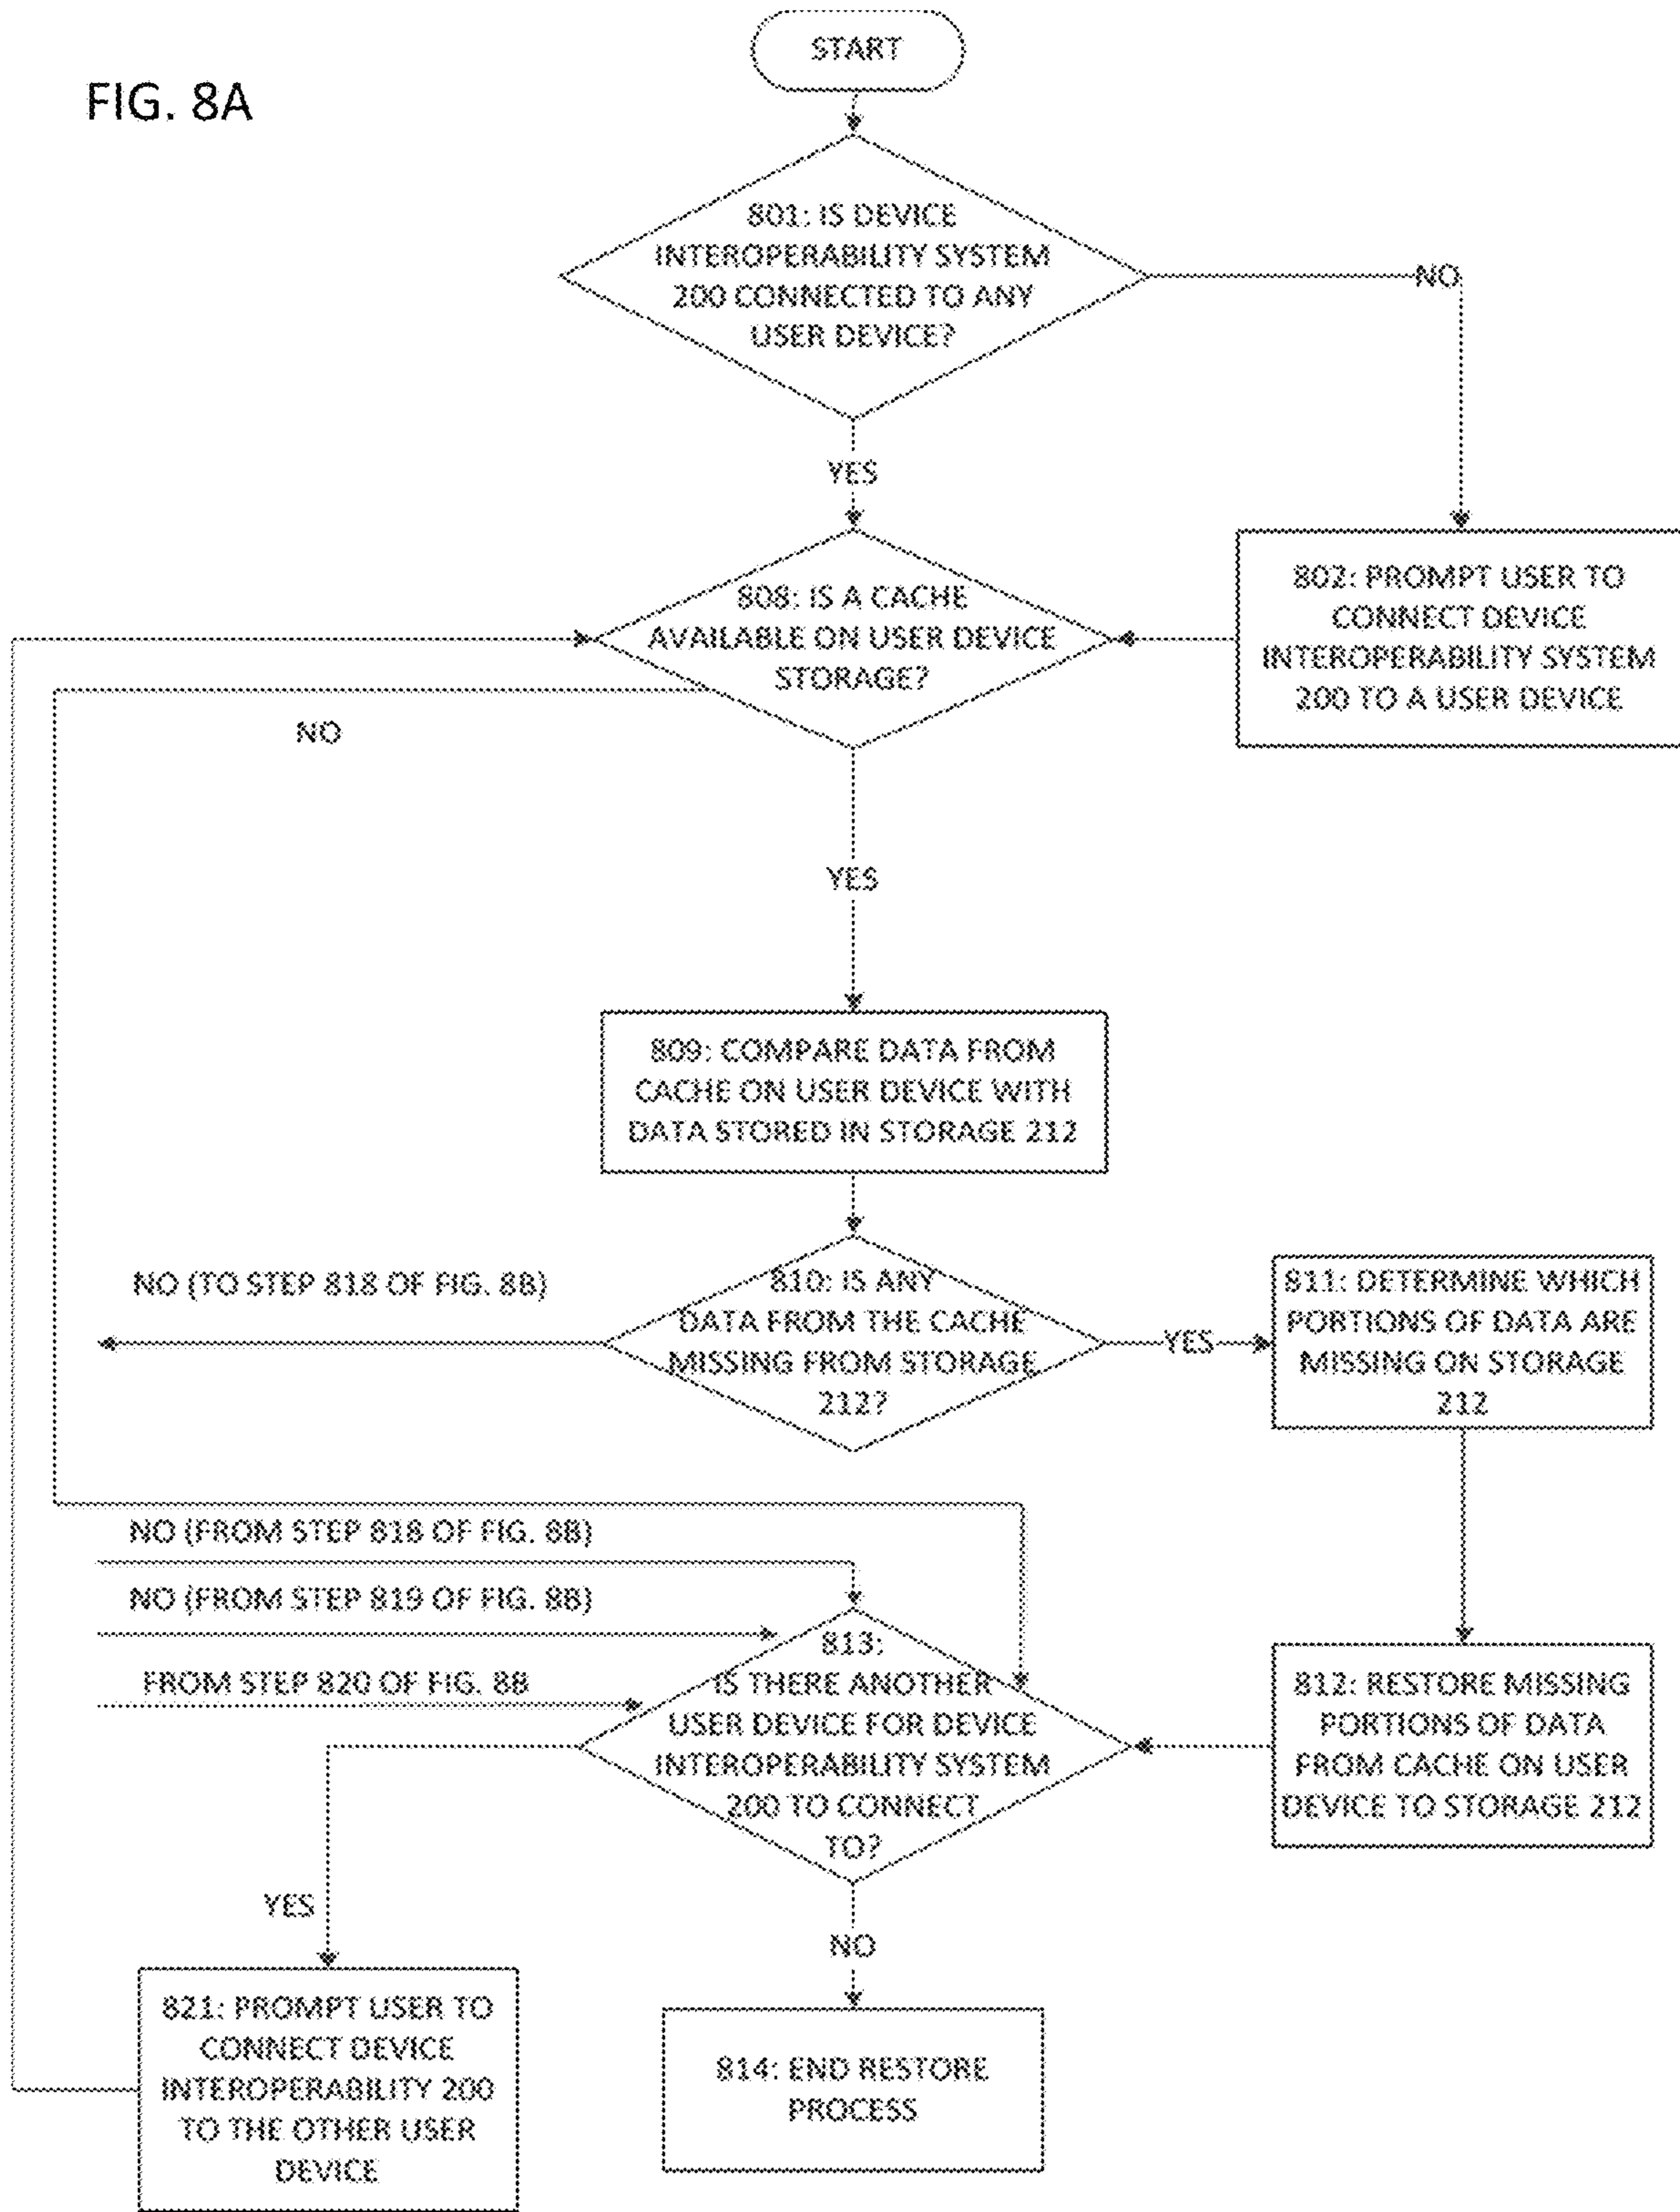 FIG. 8A
START
801: IS DEVICE
INTEROPERABILITY SYSTEM
200 CONNECTED TO ANY
USER DEVICE?
NO
YES
802: PROMPT USER TO
CONNECT DEVICE
INTEROPERABILITY SYSTEM
200 TO A USER DEVICE
808: IS A CACHE
AVAILABLE ON USER DEVICE
STORAGE?
NO
YES
809: COMPARE DATA FROM
CACHE ON USER DEVICE WITH
DATA STORED IN STORAGE 212
NO (TO STEP 818 OF FIG. 8B)
810: IS ANY
DATA FROM THE CACHE
MISSING FROM STORAGE
212?
YES
811: DETERMINE WHICH
PORTIONS OF DATA ARE
MISSING ON STORAGE
212
NO (FROM STEP 818 OF FIG. 8B)
NO (FROM STEP 819 OF FIG. 8B)
FROM STEP 820 OF FIG. 8B
813:
IS THERE ANOTHER
USER DEVICE FOR DEVICE
INTEROPERABILITY SYSTEM
200 TO CONNECT
TO?
812: RESTORE MISSING
PORTIONS OF DATA
FROM CACHE ON USER
DEVICE TO STORAGE 212
YES
NO
821: PROMPT USER TO
CONNECT DEVICE
INTEROPERABILITY 200
TO THE OTHER USER
DEVICE
814: END RESTORE
PROCESS